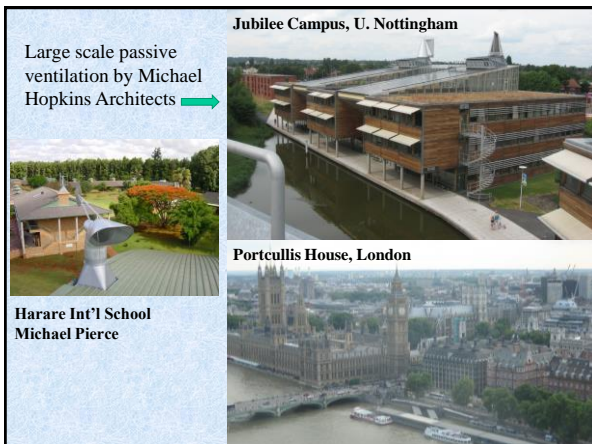 Large scale passive
ventilation by Michael
Hopkins Architects
Jubilee Campus, U. Nottingham
Harare Int'l School
Michael Pierce
Portcullis House, London